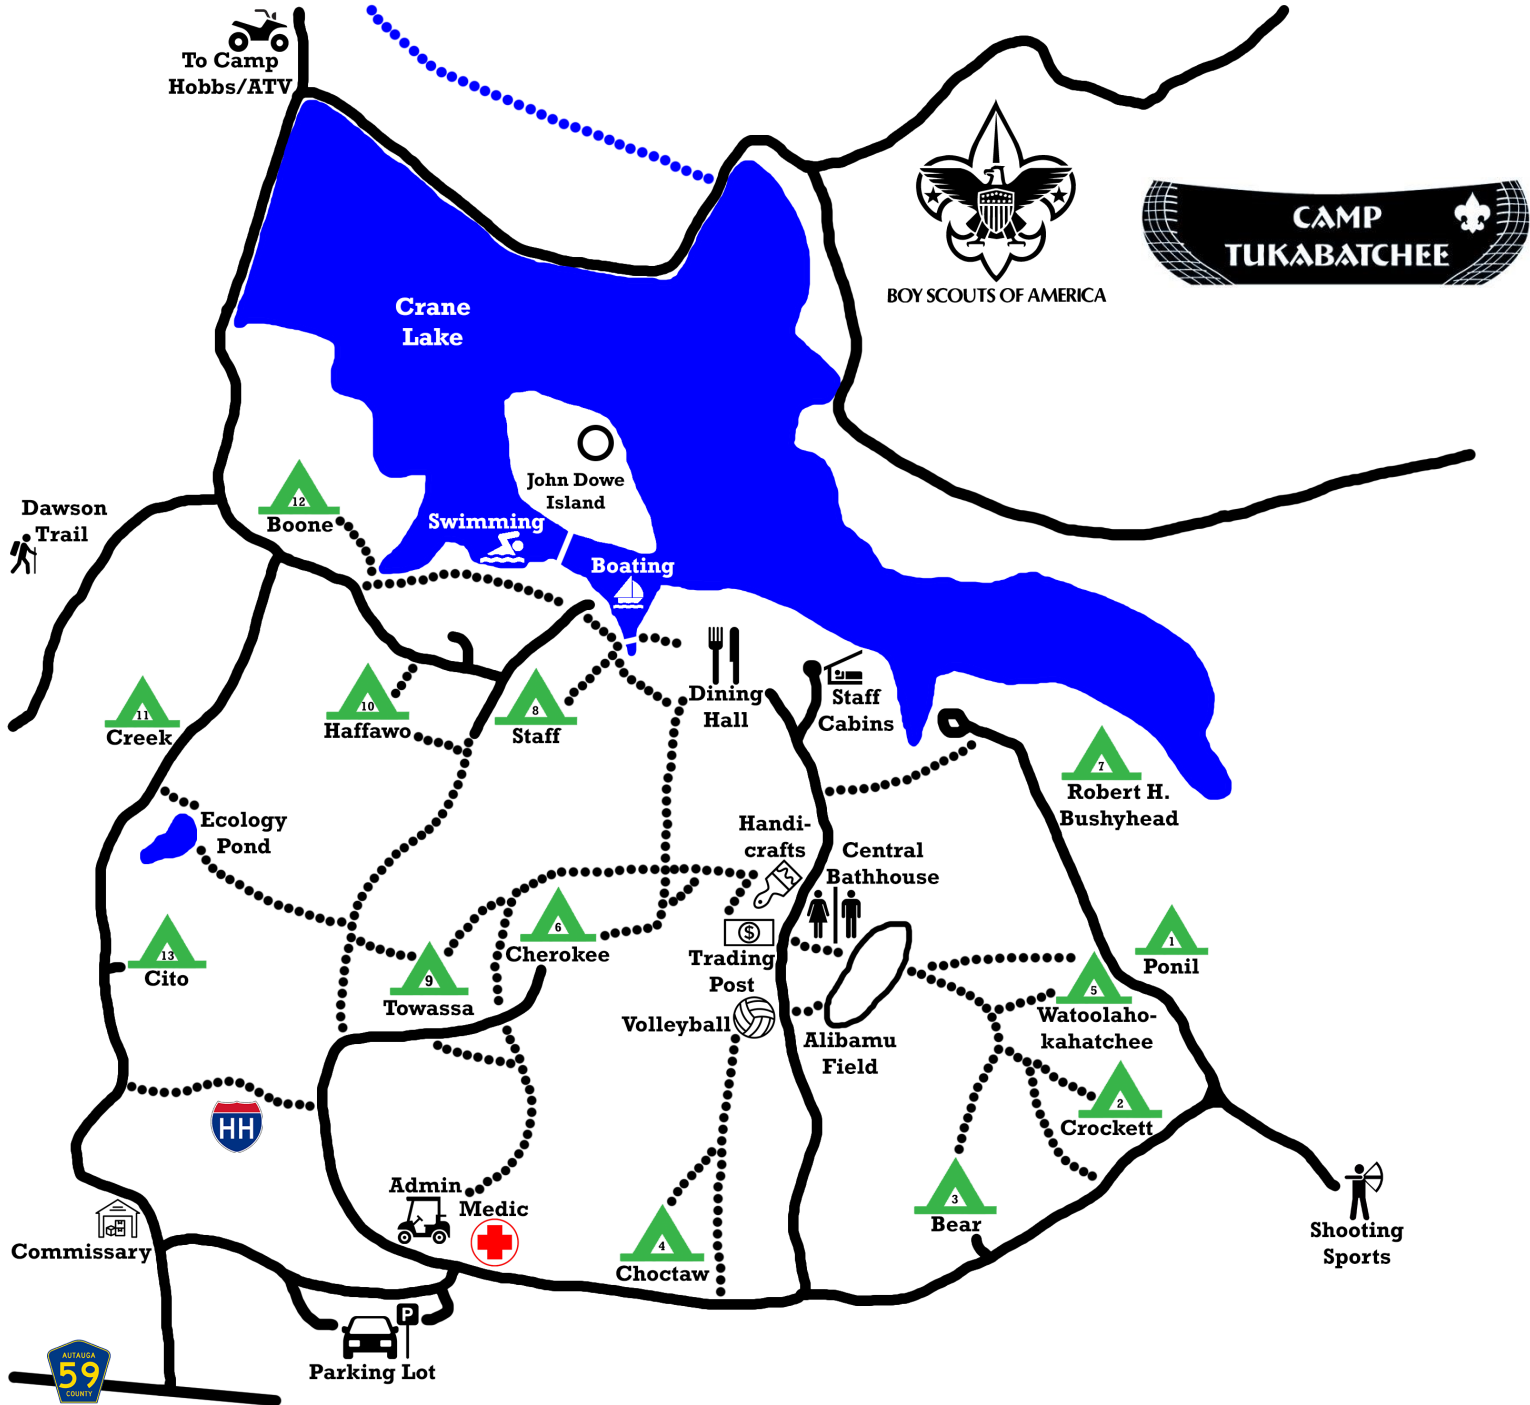 To Camp
Hobbs/ATV
CAMP
TUKABATCHEE
BOY SCOUTS OF AMERICA
Crane
Lake
John Dowe
Island
Swimming
Boating
Dawson
Trail
12
Boone
11
Creek
10
Haffawo
8
Staff
Dining
Hall
Staff
Cabins
7
Robert H.
Bushyhead
Ecology
Pond
Handi-
crafts
Central
Bathhouse
13
Cito
9
Towassa
6
Cherokee
$
Trading
Post
Volleyball
Alibamu
Field
1
Ponil
5
Watoolaho-
kahatchee
2
Crockett
3
Bear
4
Choctaw
HH
Admin
Medic
Commissary
Shooting
Sports
P
Parking Lot
AUTAUGA
59
COUNTY